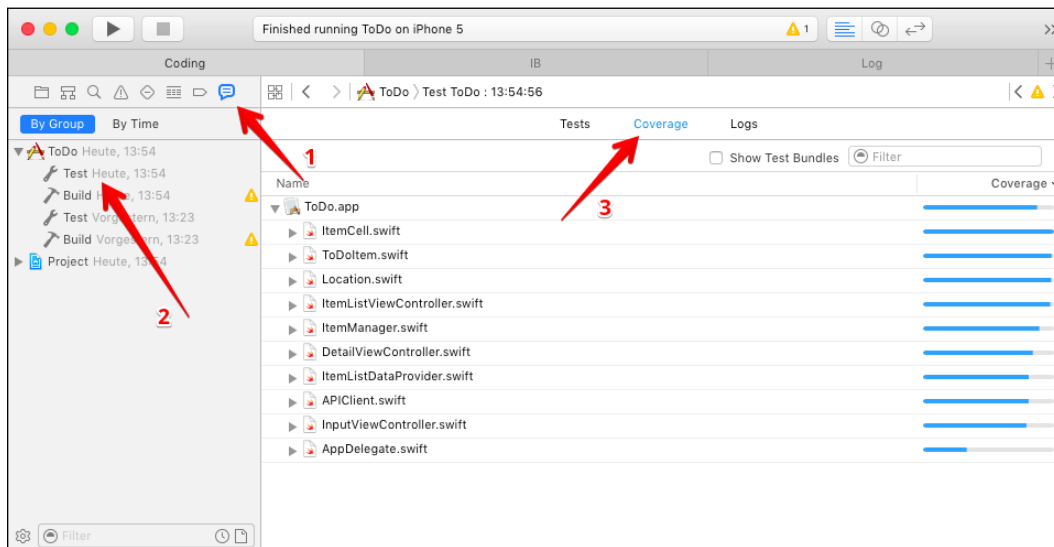 Finished running ToDo on iPhone 5
1
Coding
IB
Log
ToDo
Test ToDo : 13:54:56
By Group
By Time
Tests
Coverage
Logs
ToDo Heute, 13:54
1
Show Test Bundles
Filter
Test Heute, 13:54
Name
Coverage
Build Heute, 13:54
3
ToDo.app
Test Vorgestern, 13:23
ItemCell.swift
Build Vorgestern, 13:23
ToDoItem.swift
Project Heute, 13:54
Location.swift
2
ItemListViewController.swift
ItemManager.swift
DetailViewController.swift
ItemListDataProvider.swift
APIClient.swift
InputViewController.swift
AppDelegate.swift
Filter